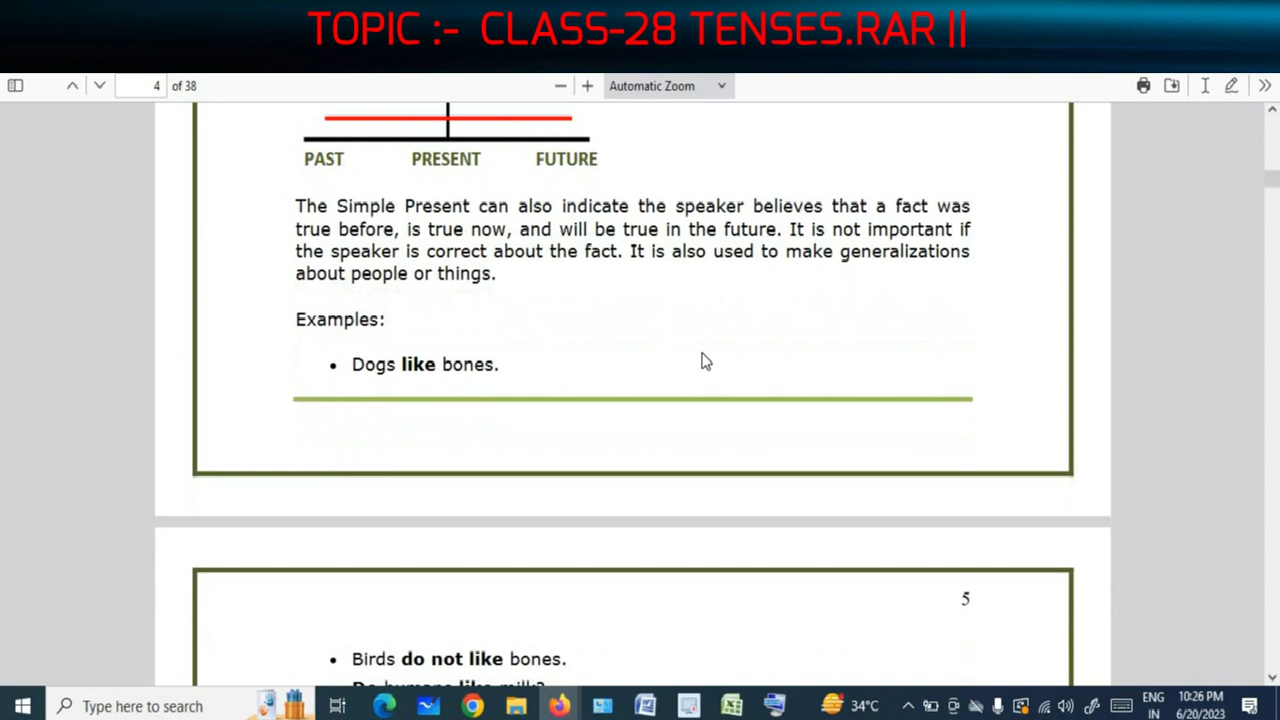 TOPIC :- CLASS-28 TENSES.RAR ||
4 of 38
Automatic Zoom
PAST PRESENT FUTURE
The Simple Present can also indicate the speaker believes that a fact was
true before, is true now, and will be true in the future. It is not important if
the speaker is correct about the fact. It is also used to make generalizations
about people or things.
Examples:
• Dogs like bones.
5
• Birds do not like bones.
Do humans like milk?
Type here to search
34°C
ENG
IN
10:26 PM
6/20/2023